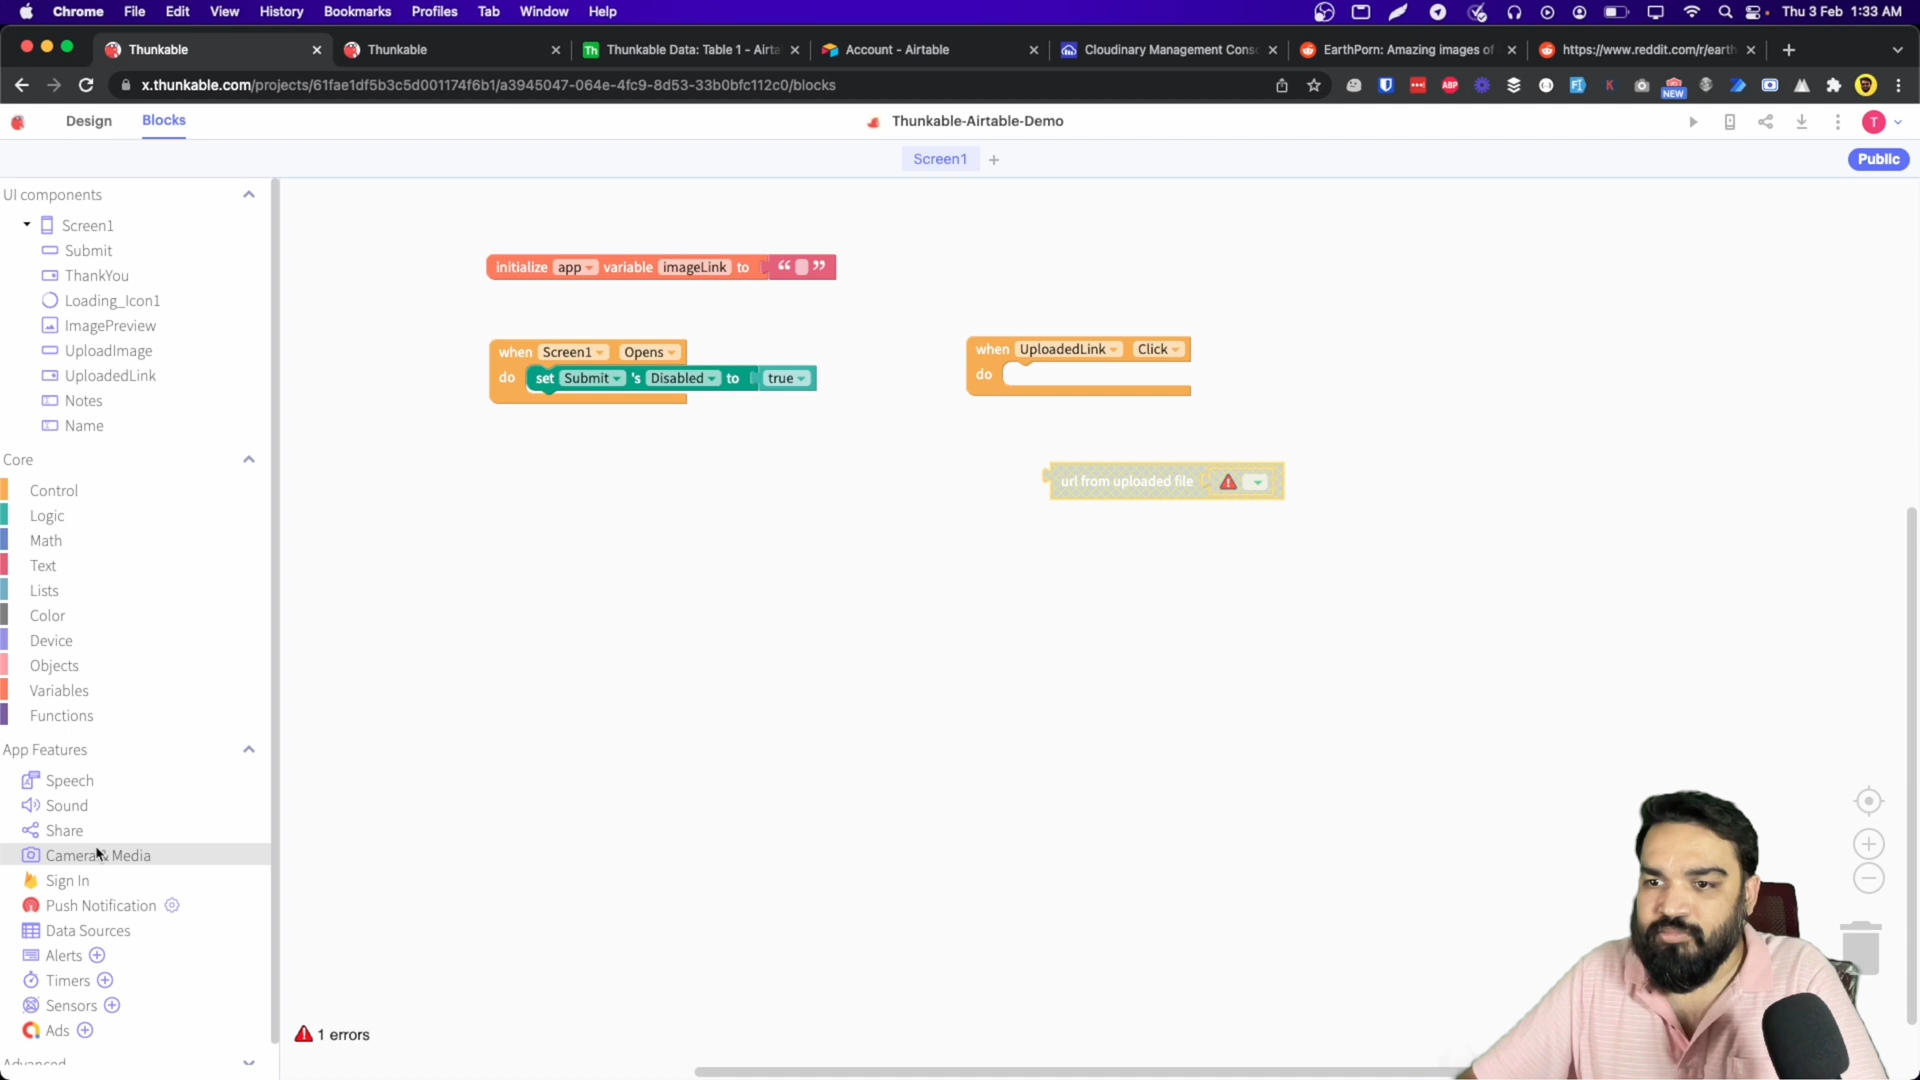 Chrome File Edit View History Bookmarks Profiles Tab Window Help Thu 3 Feb 1:33 AM
Thunkable Thunkable Thunkable Data: Table 1 - Airta Account - Airtable Cloudinary Management Cons EarthPorn: Amazing images of https://www.reddit.com/r/earth
x.thunkable.com/projects/61fae1df5b3c5d001174f6b1/a3945047-064e-4fc9-8d53-33b0bfc112c0/blocks ABP NEW
Design Blocks Thunkable-Airtable-Demo T
Screen1 + Public
UI components
Screen1
Submit
ThankYou
Loading_Icon1
ImagePreview
UploadImage
UploadedLink
Notes
Name
Core
Control
Logic
Math
Text
Lists
Color
Device
Objects
Variables
Functions
App Features
Speech
Sound
Share
Camera & Media
Sign In
Push Notification
Data Sources
Alerts
Timers
Sensors
Ads
Advanced
initialize app variable imageLink to “ ”
when Screen1 Opens
do set Submit 's Disabled to true
when UploadedLink Click
do
url from uploaded file
1 errors